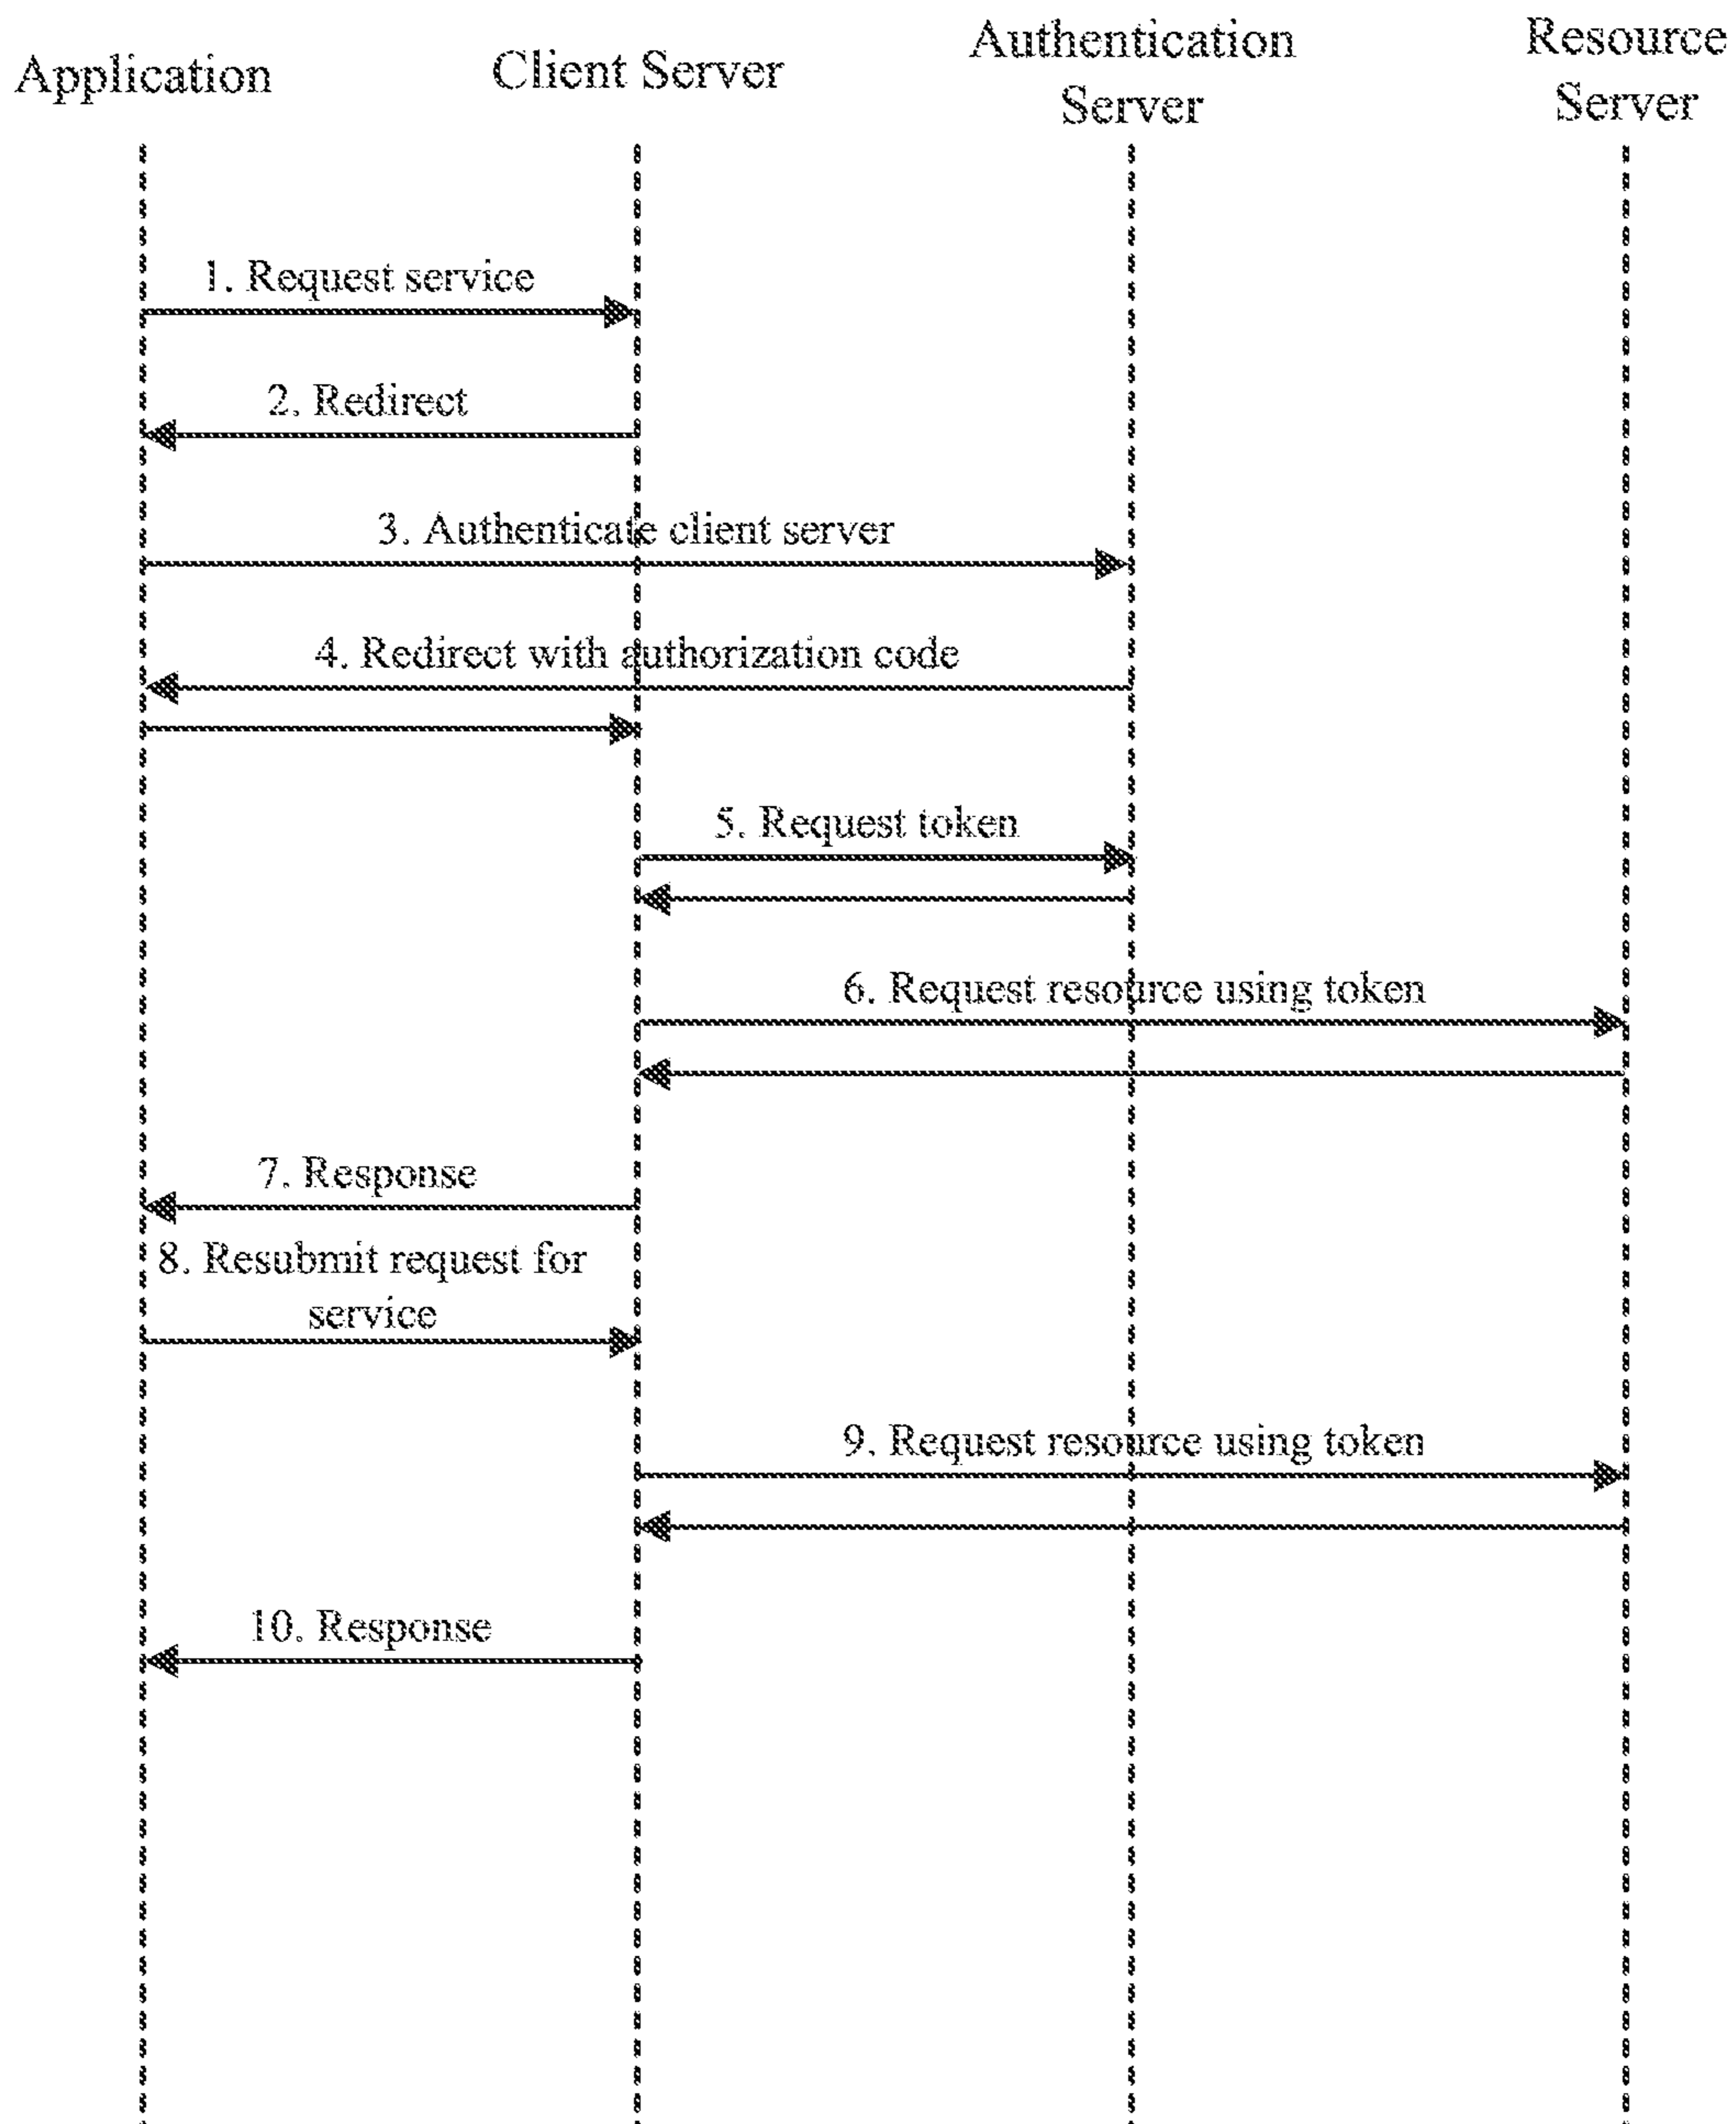 Application
Client Server
Authentication
Server
Resource
Server
1. Request service
2. Redirect
3. Authenticate client server
4. Redirect with authorization code
5. Request token
6. Request resource using token
7. Response
8. Resubmit request for
service
9. Request resource using token
10. Response